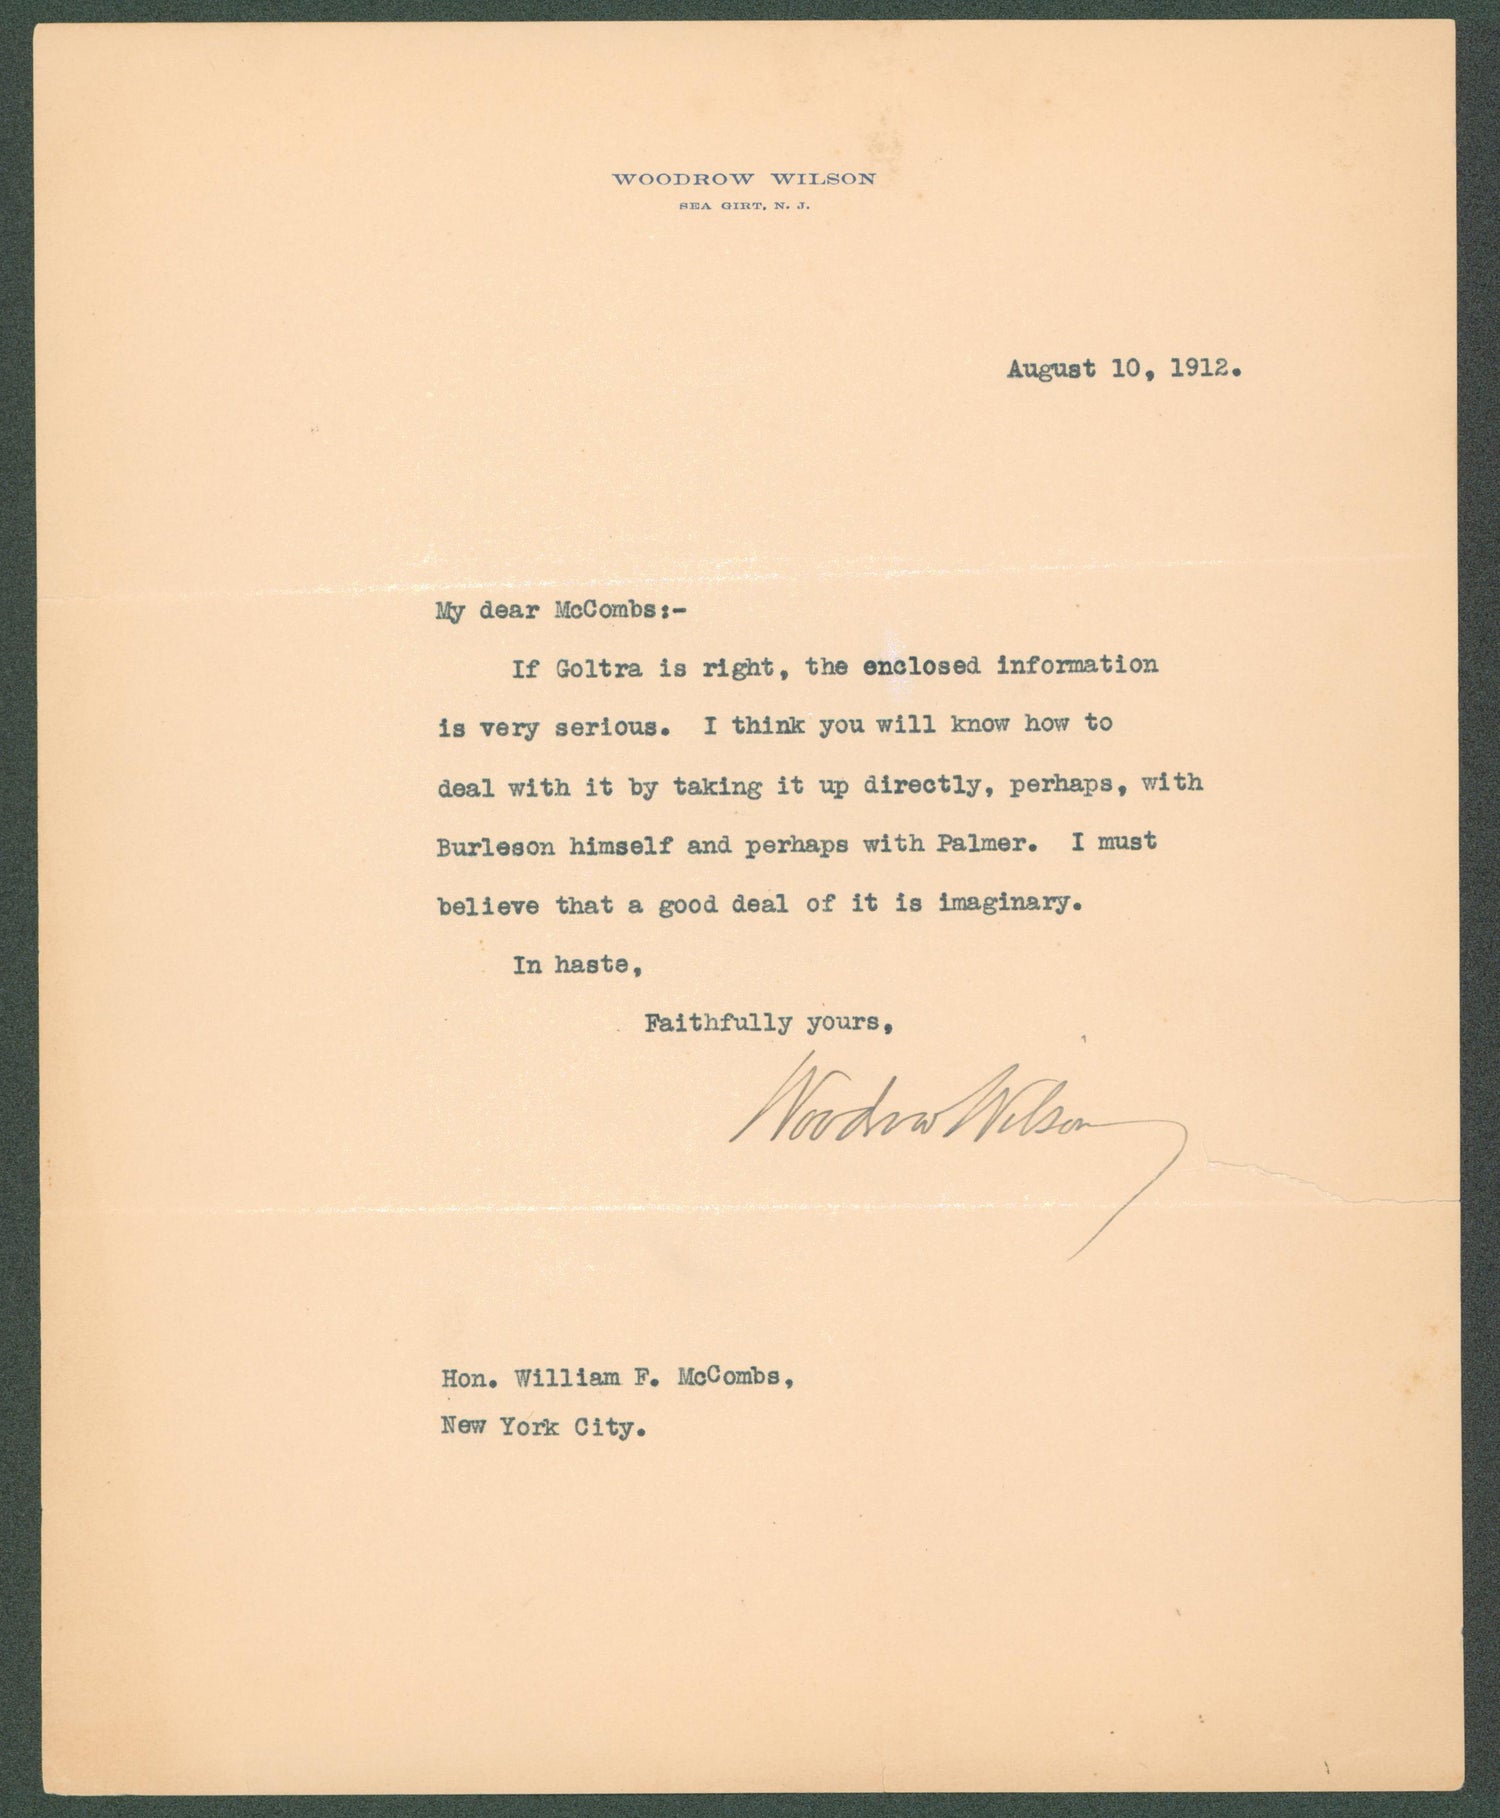 WOODROW WILSON
SEA GIRT, N. J.
August 10, 1912.
My dear McCombs:-
If Goltra is right, the enclosed information
is very serious. I think you will know how to
deal with it by taking it up directly, perhaps, with
Burleson himself and perhaps with Palmer. I must
believe that a good deal of it is imaginary.
In haste,
Faithfully yours,
Woodrow Wilson
Hon. William F. McCombs,
New York City.